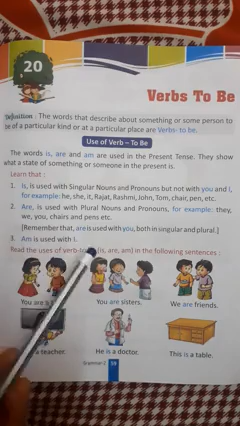 20
Verbs To Be
Definition : The words that describe about something or some person to
be of a particular kind or at a particular place are Verbs- to be.
Use of Verb – To Be
The words is, are and am are used in the Present Tense. They show
what a state of something or someone in the present is.
Learn that :
1. Is, is used with Singular Nouns and Pronouns but not with you and I,
for example: he, she, it, Rajat, Rashmi, John, Tom, chair, pen, etc.
2. Are, is used with Plural Nouns and Pronouns, for example: they,
we, you, chairs and pens etc.
[Remember that, are is used with you, both in singular and plural.]
3. Am is used with I.
Read the uses of verb-to (is, are, am) in the following sentences :
You are
You are sisters.
We are friends.
a teacher.
He is a doctor.
This is a table.
Grammar-2